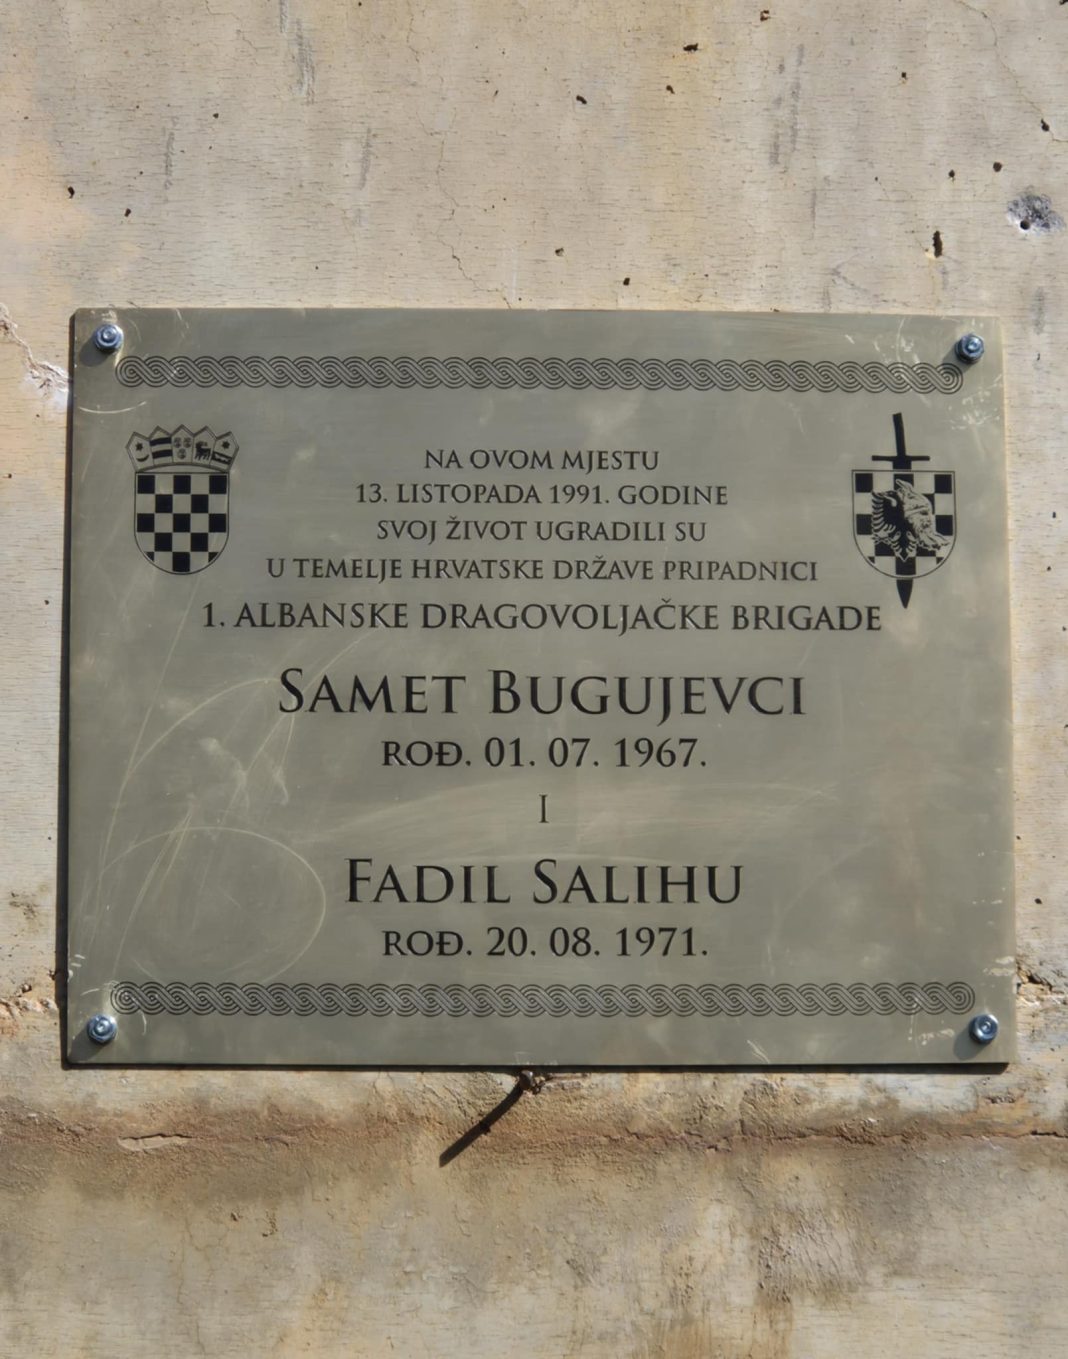 NA OVOM MJESTU
13. LISTOPADA 1991. GODINE
SVOJ ŽIVOT UGRADILI SU
U TEMELJE HRVATSKE DRŽAVE PRIPADNICI
1. ALBANSKE DRAGOVOLJAČKE BRIGADE
SAMET BUGUJEVCI
ROĐ. 01. 07. 1967.
I
FADIL SALIHU
ROĐ. 20. 08. 1971.